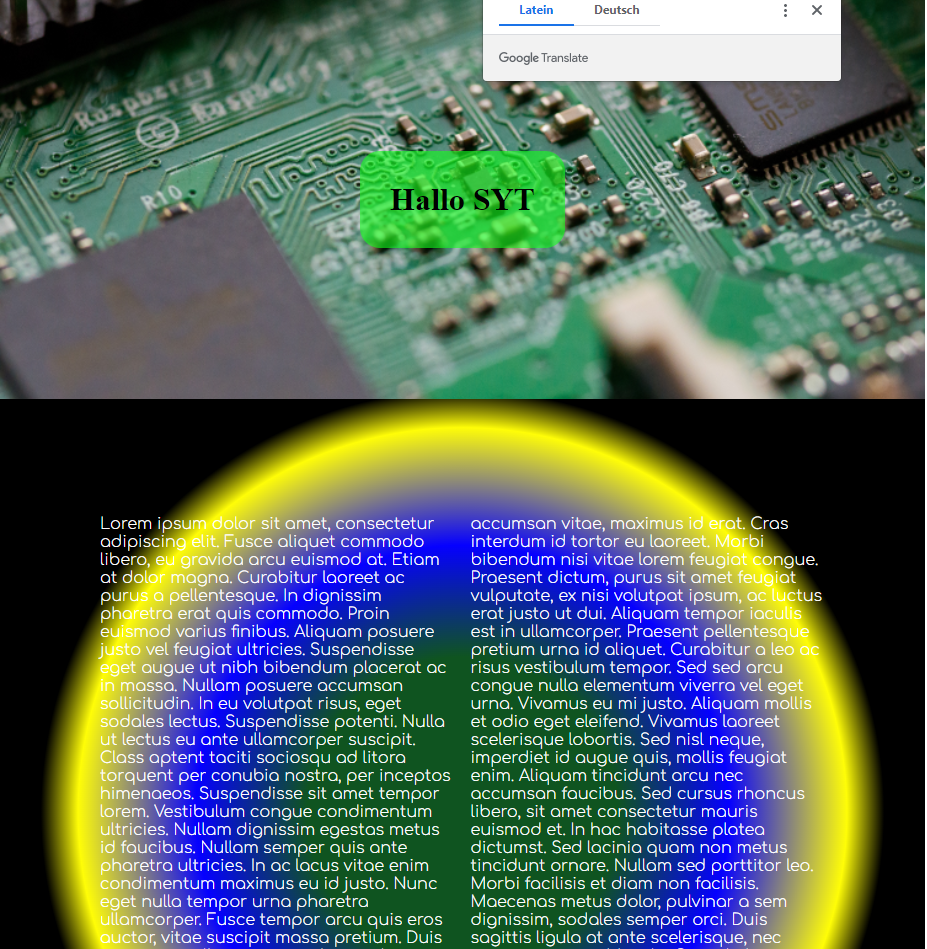 Latein Deutsch
Google Translate
Raspberry
Raspberry
R10
C220
Hallo SYT
Lorem ipsum dolor sit amet, consectetur
adipiscing elit. Fusce aliquet commodo
libero, eu gravida arcu euismod at. Etiam
at dolor magna. Curabitur laoreet ac
purus a pellentesque. In dignissim
pharetra erat quis commodo. Proin
euismod varius finibus. Aliquam posuere
justo vel feugiat ultricies. Suspendisse
eget augue ut nibh bibendum placerat ac
in massa. Nullam posuere accumsan
sollicitudin. In eu volutpat risus, eget
sodales lectus. Suspendisse potenti. Nulla
ut lectus eu ante ullamcorper suscipit.
Class aptent taciti sociosqu ad litora
torquent per conubia nostra, per inceptos
himenaeos. Suspendisse sit amet tempor
lorem. Vestibulum congue condimentum
ultricies. Nullam dignissim egestas metus
id faucibus. Nullam semper quis ante
pharetra ultricies. In ac lacus vitae enim
condimentum maximus eu id justo. Nunc
eget nulla tempor urna pharetra
ullamcorper. Fusce tempor arcu quis eros
auctor, vitae suscipit massa pretium. Duis
accumsan vitae, maximus id erat. Cras
interdum id tortor eu laoreet. Morbi
bibendum nisi vitae lorem feugiat congue.
Praesent dictum, purus sit amet feugiat
vulputate, ex nisi volutpat ipsum, ac luctus
erat justo ut dui. Aliquam tempor iaculis
est in ullamcorper. Praesent pellentesque
pretium urna id aliquet. Curabitur a leo ac
risus vestibulum tempor. Sed sed arcu
congue nulla elementum viverra vel eget
urna. Vivamus eu mi justo. Aliquam mollis
et odio eget eleifend. Vivamus laoreet
scelerisque lobortis. Sed nisl neque,
imperdiet id augue quis, mollis feugiat
enim. Aliquam tincidunt arcu nec
accumsan faucibus. Sed cursus rhoncus
libero, sit amet consectetur mauris
euismod et. In hac habitasse platea
dictumst. Sed lacinia quam non metus
tincidunt ornare. Nullam sed porttitor leo.
Morbi facilisis et diam non facilisis.
Maecenas metus dolor, pulvinar a sem
dignissim, sodales semper orci. Duis
sagittis ligula at ante scelerisque, nec